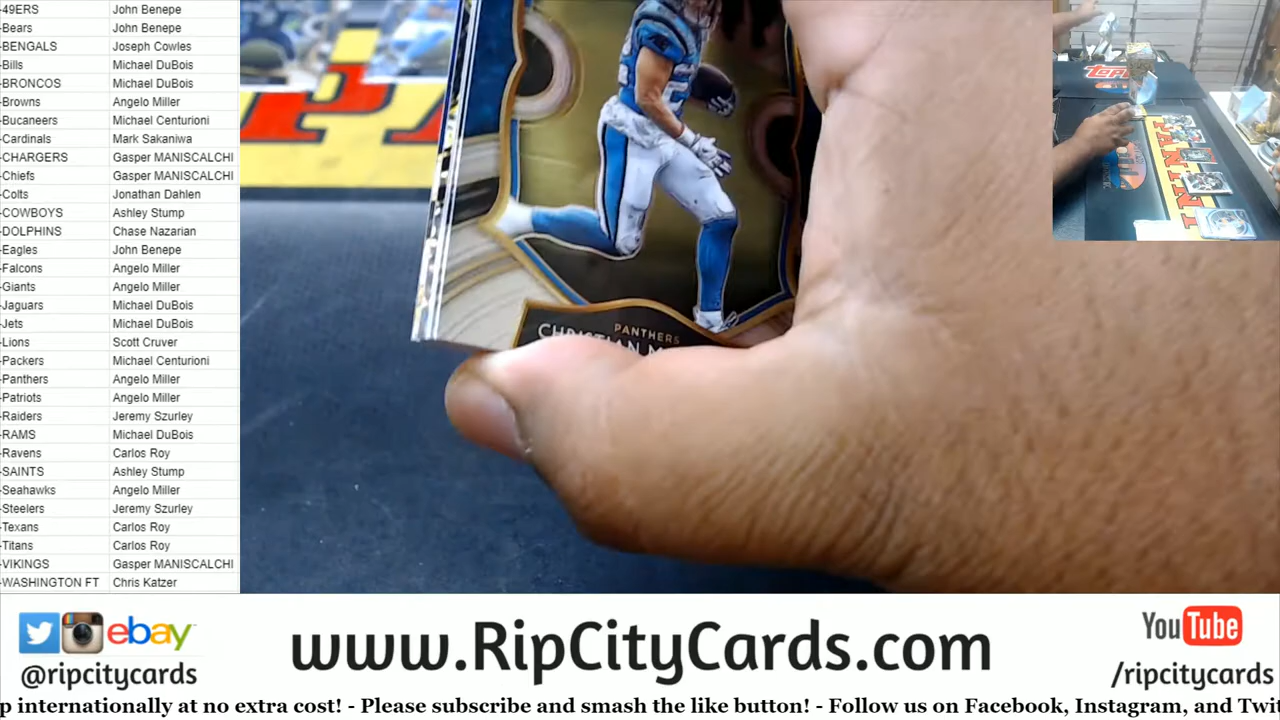 -49ERS John Benepe
-Bears John Benepe
-BENGALS Joseph Cowles
-Bills Michael DuBois
-BRONCOS Michael DuBois
-Browns Angelo Miller
-Bucaneers Michael Centurioni
-Cardinals Mark Sakaniwa
-CHARGERS Gasper MANISCALCHI
-Chiefs Gasper MANISCALCHI
-Colts Jonathan Dahlen
-COWBOYS Ashley Stump
-DOLPHINS Chase Nazarian
-Eagles John Benepe
-Falcons Angelo Miller
-Giants Angelo Miller
-Jaguars Michael DuBois
-Jets Michael DuBois
-Lions Scott Cruver
-Packers Michael Centurioni
-Panthers Angelo Miller
-Patriots Angelo Miller
-Raiders Jeremy Szurley
-RAMS Michael DuBois
-Ravens Carlos Roy
-SAINTS Ashley Stump
-Seahawks Angelo Miller
-Steelers Jeremy Szurley
-Texans Carlos Roy
-Titans Carlos Roy
-VIKINGS Gasper MANISCALCHI
-WASHINGTON FT Chris Katzer
PANTHERS
CHRISTIAN
TOPPS
PANINI
ebay
@ripcitycards
www.RipCityCards.com
YouTube
/ripcitycards
p internationally at no extra cost! - Please subscribe and smash the like button! - Follow us on Facebook, Instagram, and Twit